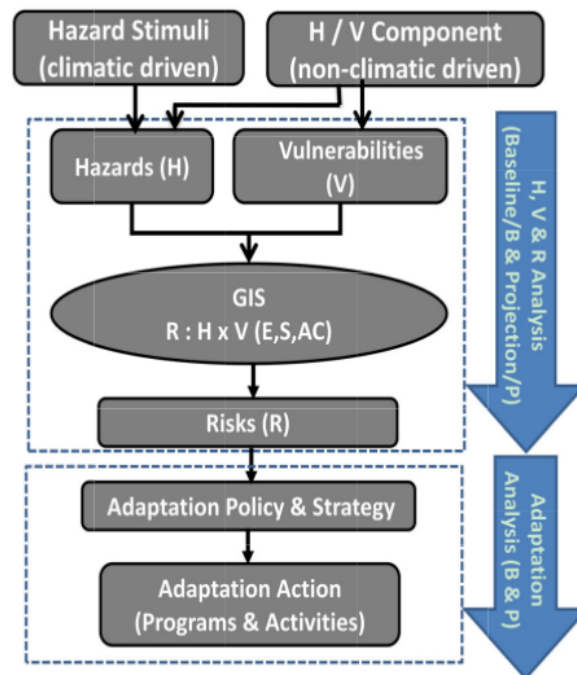 Hazard Stimuli
(climatic driven)
H / V Component
(non-climatic driven)
Hazards (H)
Vulnerabilities
(V)
GIS
R : H x V (E,S,AC)
Risks (R)
H, V & R Analysis
(Baseline/B & Projection/P)
Adaptation Policy & Strategy
Adaptation Action
(Programs & Activities)
Adaptation
Analysis (B & P)